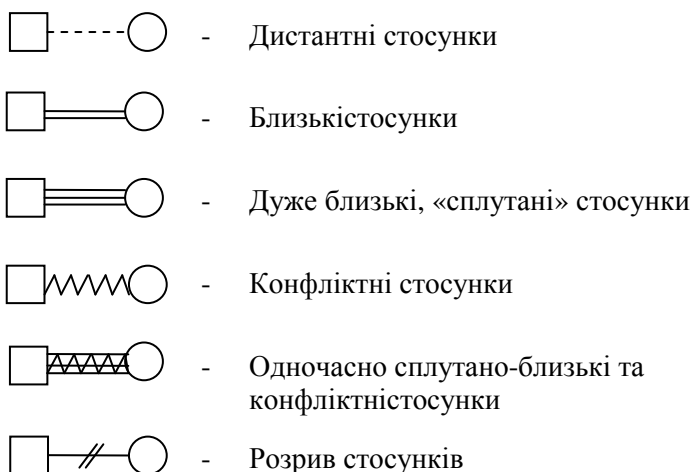 - Дистантні стосунки
- Близькістосунки
- Дуже близькі, «сплутані» стосунки
- Конфліктні стосунки
- Одночасно сплутано-близькі та
конфліктністосунки
- Розрив стосунків